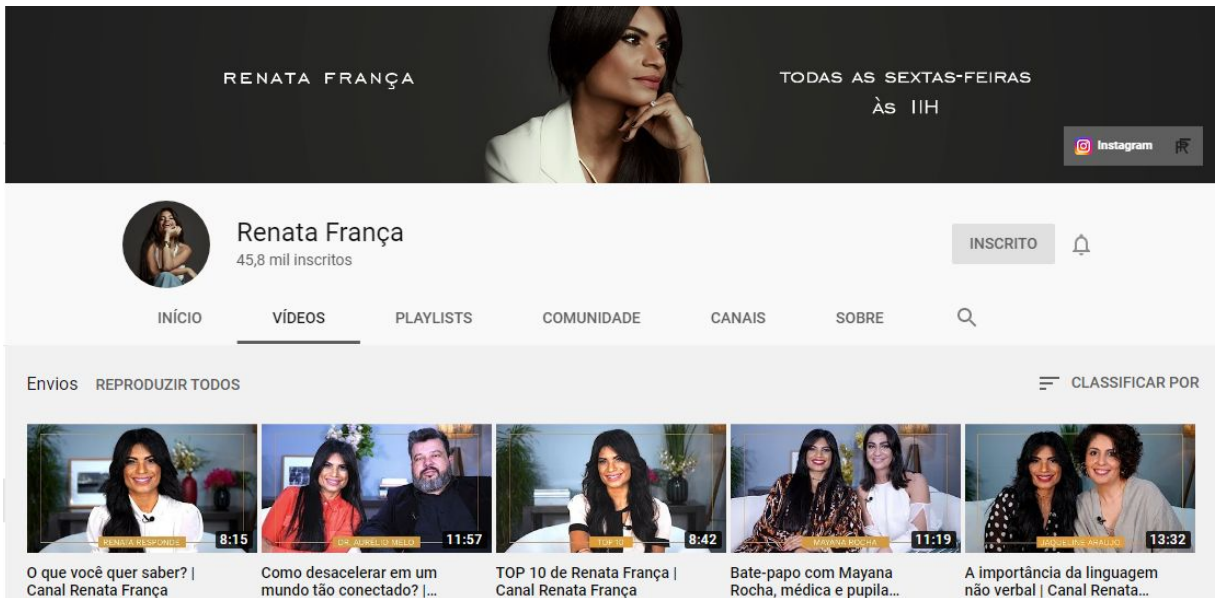 RENATA FRANÇA
TODAS AS SEXTAS-FEIRAS
ÀS 11H
Instagram
Renata França
45,8 mil inscritos
INSCRITO
INÍCIO VÍDEOS PLAYLISTS COMUNIDADE CANAIS SOBRE
Envios REPRODUZIR TODOS CLASSIFICAR POR
RENATA RESPONDE 8:15
DR. AURÉLIO MELO 11:57
TOP 10 8:42
MAYANA ROCHA 11:19
JAQUELINE ARAUJO 13:32
O que você quer saber? |
Canal Renata França
Como desacelerar em um
mundo tão conectado? |...
TOP 10 de Renata França |
Canal Renata França
Bate-papo com Mayana
Rocha, médica e pupila...
A importância da linguagem
não verbal | Canal Renata...